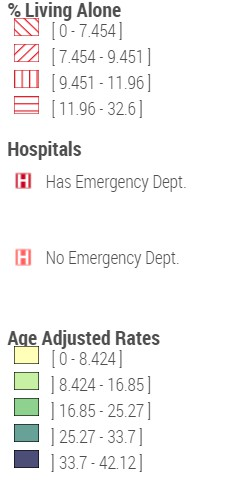 % Living Alone
[ 0 - 7.454 ]
[ 7.454 - 9.451 ]
[ 9.451 - 11.96 ]
[ 11.96 - 32.6 ]
Hospitals
H Has Emergency Dept.
H No Emergency Dept.
Age Adjusted Rates
[ 0 - 8.424 ]
] 8.424 - 16.85 ]
] 16.85 - 25.27 ]
] 25.27 - 33.7 ]
] 33.7 - 42.12 ]